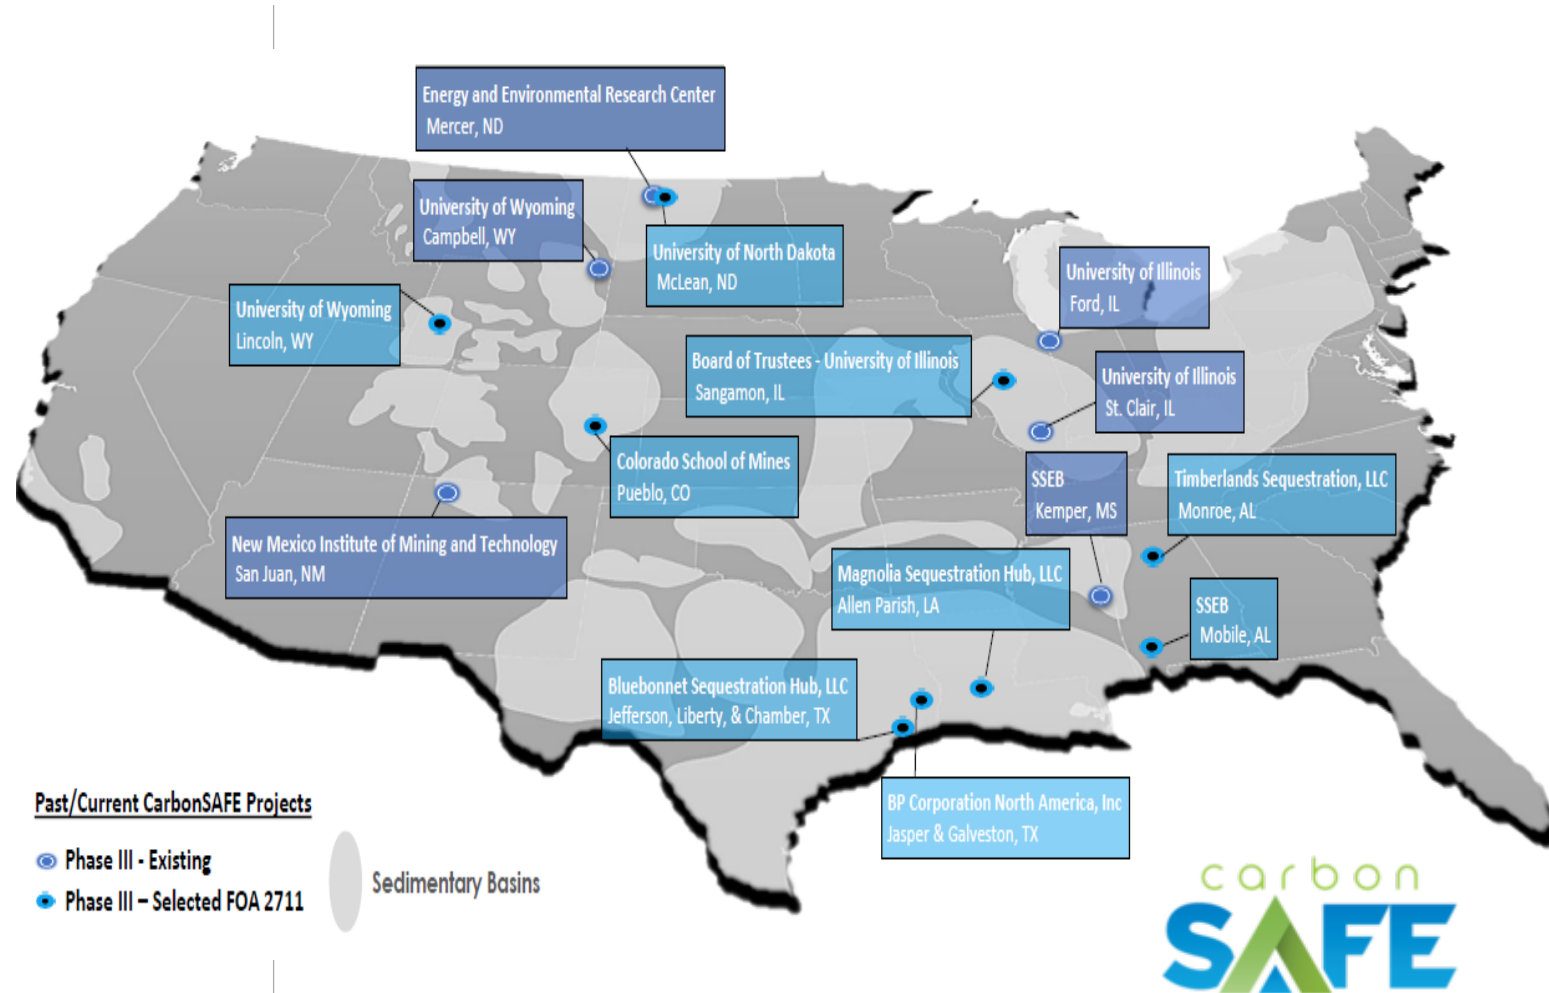 Energy and Environmental Research Center
Mercer, ND
University of Wyoming
Campbell, WY
University of North Dakota
McLean, ND
University of Illinois
Ford, IL
University of Wyoming
Lincoln, WY
Board of Trustees - University of Illinois
Sangamon, IL
University of Illinois
St. Clair, IL
Colorado School of Mines
Pueblo, CO
SSEB
Kemper, MS
Timberlands Sequestration, LLC
Monroe, AL
New Mexico Institute of Mining and Technology
San Juan, NM
Magnolia Sequestration Hub, LLC
Allen Parish, LA
SSEB
Mobile, AL
Bluebonnet Sequestration Hub, LLC
Jefferson, Liberty, & Chamber, TX
BP Corporation North America, Inc
Jasper & Galveston, TX
Past/Current CarbonSAFE Projects
Phase III - Existing
Phase III – Selected FOA 2711
Sedimentary Basins
carbon
SAFE